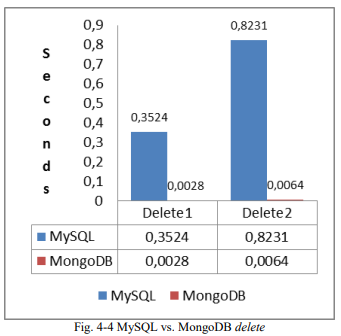 Seconds
0,9
0,8
0,7
0,6
0,5
0,4
0,3
0,2
0,1
0
0,3524
0,0028
0,8231
0,0064
Delete1 Delete2
MySQL 0,3524 0,8231
MongoDB 0,0028 0,0064
MySQL MongoDB
Fig. 4-4 MySQL vs. MongoDB delete